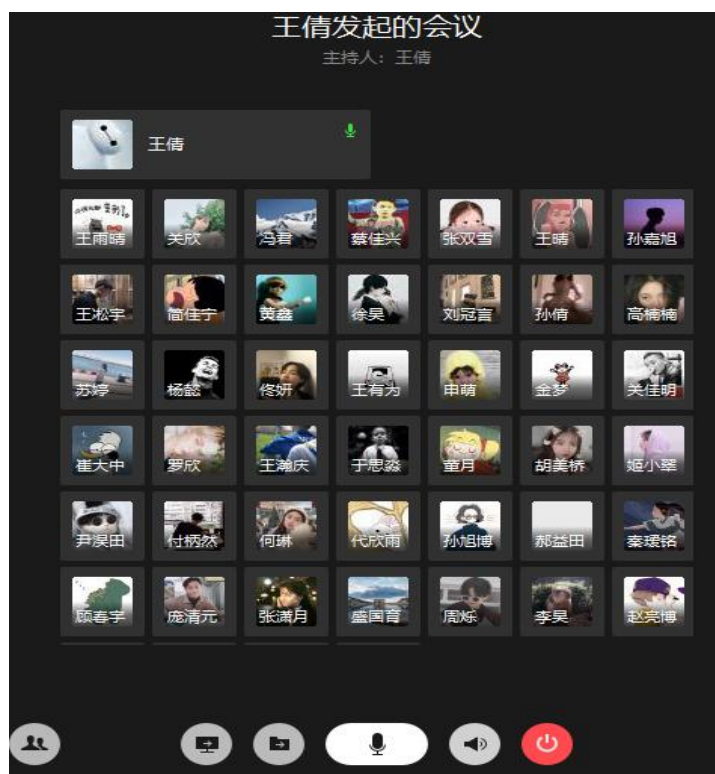 王倩发起的会议
主持人：王倩
王倩
王雨晴 关欣 冯君 蔡佳兴 张双雪 王晴 孙嘉旭
王凇宇 简佳宁 黄鑫 徐昊 刘冠言 孙倩 高楠楠
苏婷 杨懿 佟妍 王有为 申萌 金梦 关佳明
崔大中 罗欣 王瀚庆 于思淼 董月 胡美桥 姬小翠
尹淏田 付柄然 何琳 代欣雨 孙旭博 郝益田 秦瑷铭
顾春宇 庞清元 张潇月 盛国育 周烁 李昊 赵亮博